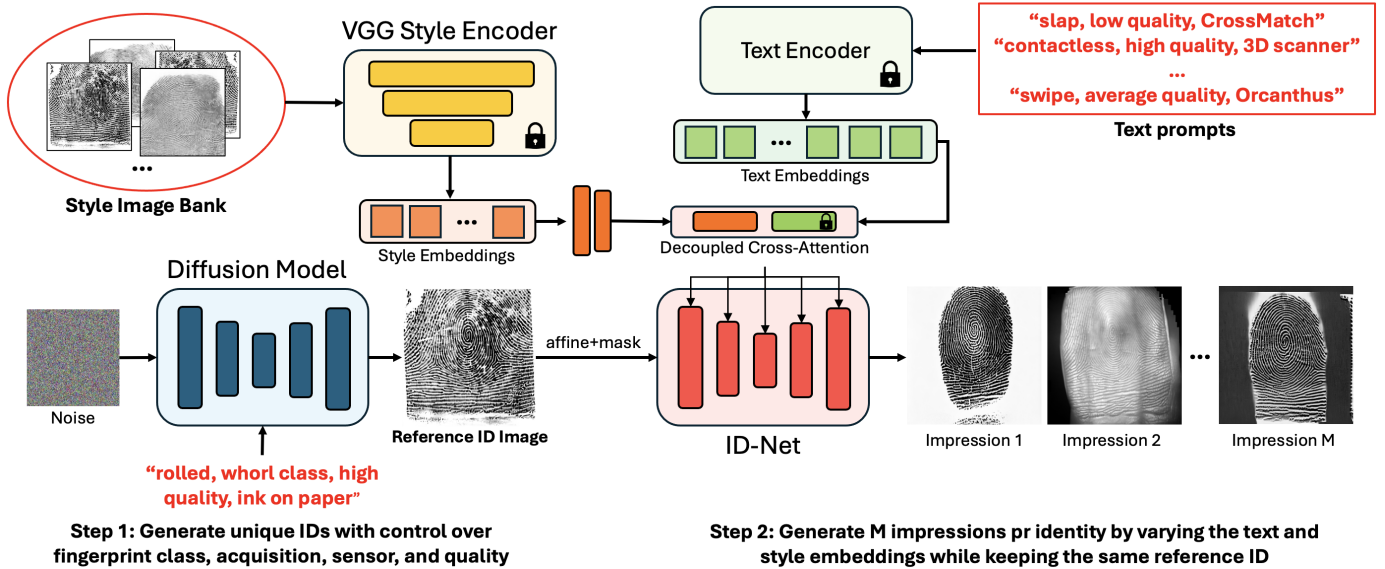 VGG Style Encoder
Text Encoder
“slap, low quality, CrossMatch”
“contactless, high quality, 3D scanner”
...
“swipe, average quality, Orcanthus”
Text prompts
...
Style Image Bank
...
Text Embeddings
...
Style Embeddings
Decoupled Cross-Attention
Diffusion Model
Noise
Reference ID Image
affine+mask
ID-Net
...
Impression 1
Impression 2
Impression M
“rolled, whorl class, high
quality, ink on paper”
Step 1: Generate unique IDs with control over
fingerprint class, acquisition, sensor, and quality
Step 2: Generate M impressions pr identity by varying the text and
style embeddings while keeping the same reference ID